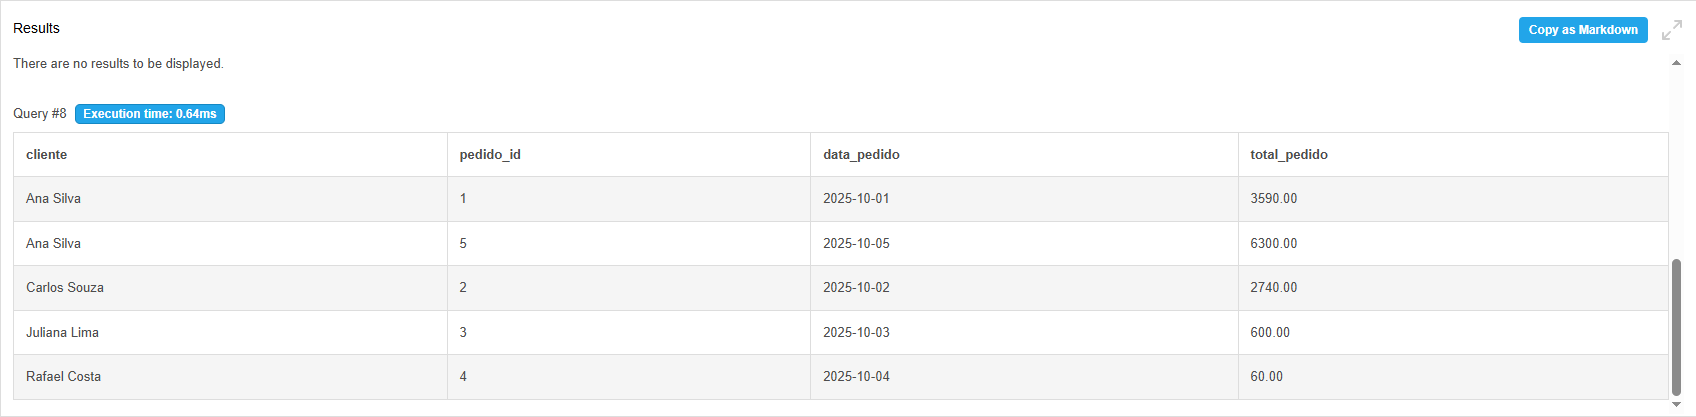 Results
Copy as Markdown
There are no results to be displayed.
Query #8 Execution time: 0.64ms
cliente pedido_id data_pedido total_pedido
Ana Silva 1 2025-10-01 3590.00
Ana Silva 5 2025-10-05 6300.00
Carlos Souza 2 2025-10-02 2740.00
Juliana Lima 3 2025-10-03 600.00
Rafael Costa 4 2025-10-04 60.00